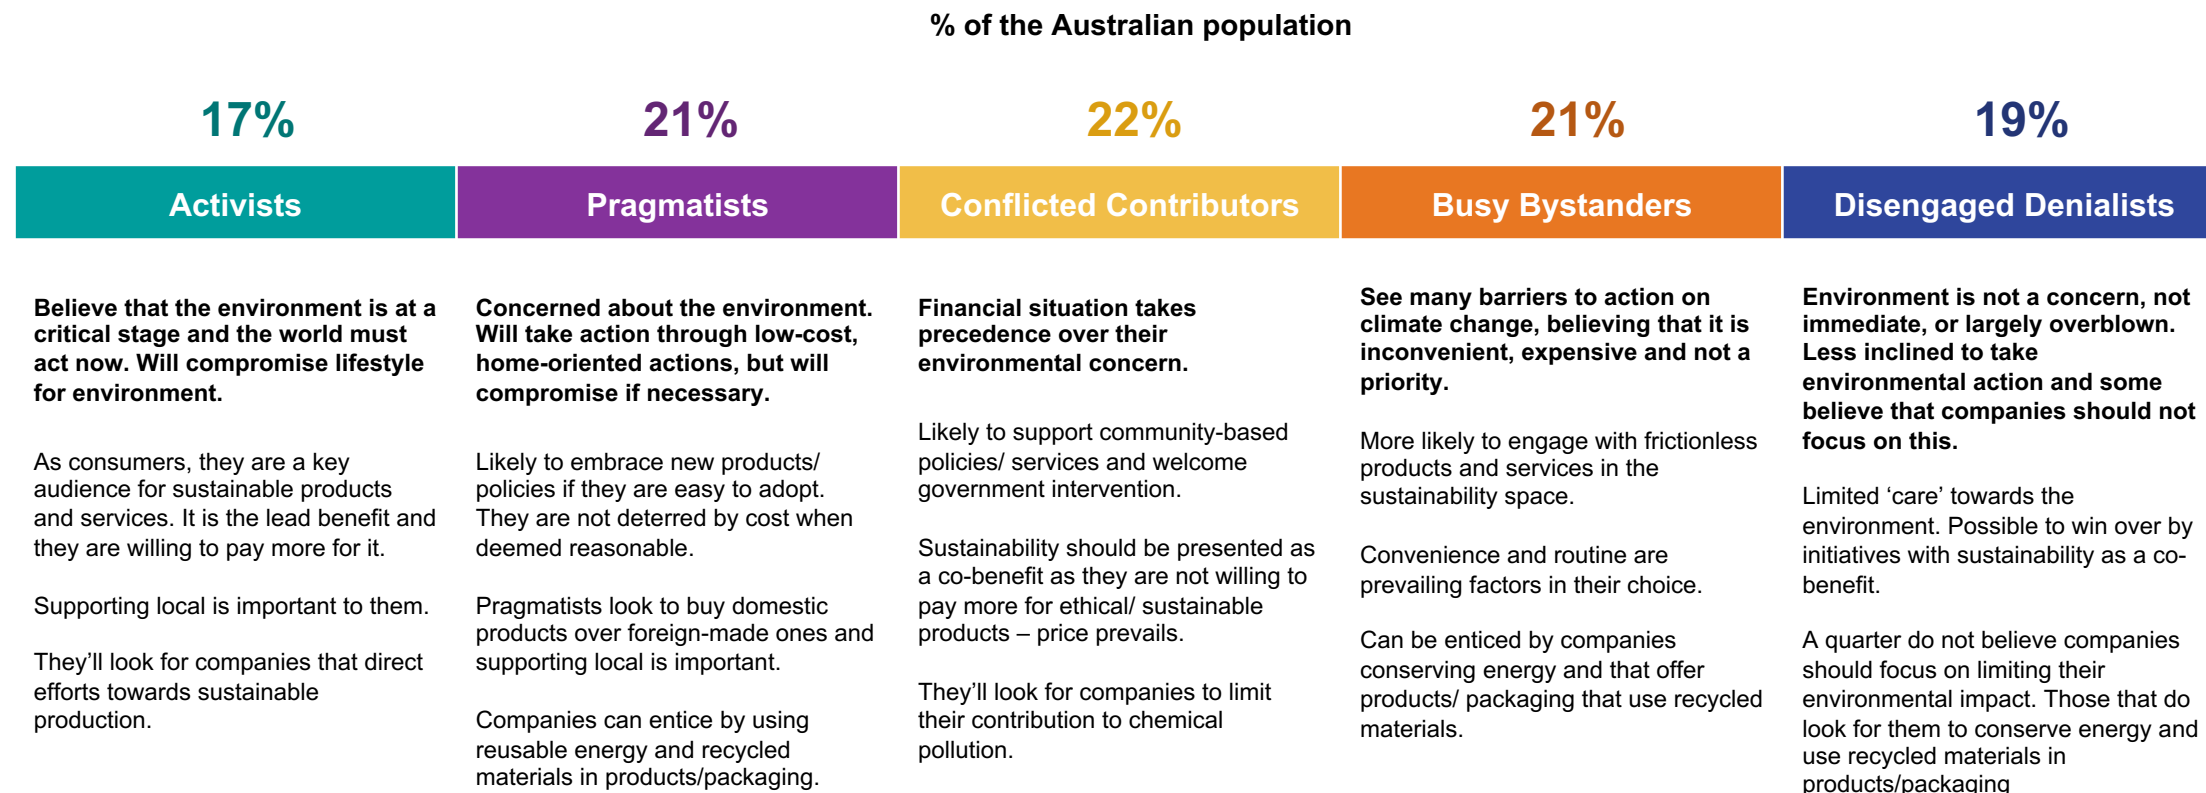 % of the Australian population
17%
21%
22%
21%
19%
Activists
Pragmatists
Conflicted Contributors
Busy Bystanders
Disengaged Denialists
Believe that the environment is at a
critical stage and the world must
act now. Will compromise lifestyle
for environment.
As consumers, they are a key
audience for sustainable products
and services. It is the lead benefit and
they are willing to pay more for it.
Supporting local is important to them.
They’ll look for companies that direct
efforts towards sustainable
production.
Concerned about the environment.
Will take action through low-cost,
home-oriented actions, but will
compromise if necessary.
Likely to embrace new products/
policies if they are easy to adopt.
They are not deterred by cost when
deemed reasonable.
Pragmatists look to buy domestic
products over foreign-made ones and
supporting local is important.
Companies can entice by using
reusable energy and recycled
materials in products/packaging.
Financial situation takes
precedence over their
environmental concern.
Likely to support community-based
policies/ services and welcome
government intervention.
Sustainability should be presented as
a co-benefit as they are not willing to
pay more for ethical/ sustainable
products – price prevails.
They’ll look for companies to limit
their contribution to chemical
pollution.
See many barriers to action on
climate change, believing that it is
inconvenient, expensive and not a
priority.
More likely to engage with frictionless
products and services in the
sustainability space.
Convenience and routine are
prevailing factors in their choice.
Can be enticed by companies
conserving energy and that offer
products/ packaging that use recycled
materials.
Environment is not a concern, not
immediate, or largely overblown.
Less inclined to take
environmental action and some
believe that companies should not
focus on this.
Limited ‘care’ towards the
environment. Possible to win over by
initiatives with sustainability as a co-
benefit.
A quarter do not believe companies
should focus on limiting their
environmental impact. Those that do
look for them to conserve energy and
use recycled materials in
products/packaging